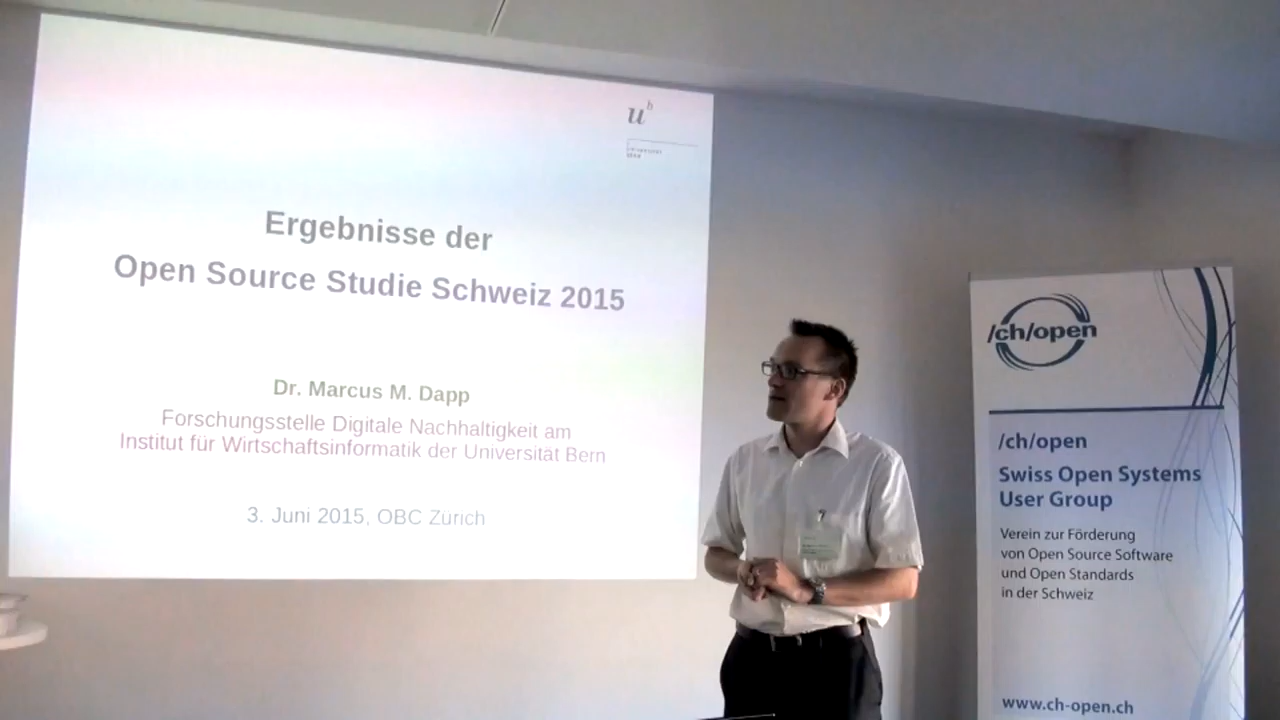 u
b
Ergebnisse der
Open Source Studie Schweiz 2015
Dr. Marcus M. Dapp
Forschungsstelle Digitale Nachhaltigkeit am
Institut für Wirtschaftsinformatik der Universität Bern
3. Juni 2015, OBC Zürich
/ch/open
/ch/open
Swiss Open Systems
User Group
Verein zur Förderung
von Open Source Software
und Open Standards
in der Schweiz
www.ch-open.ch